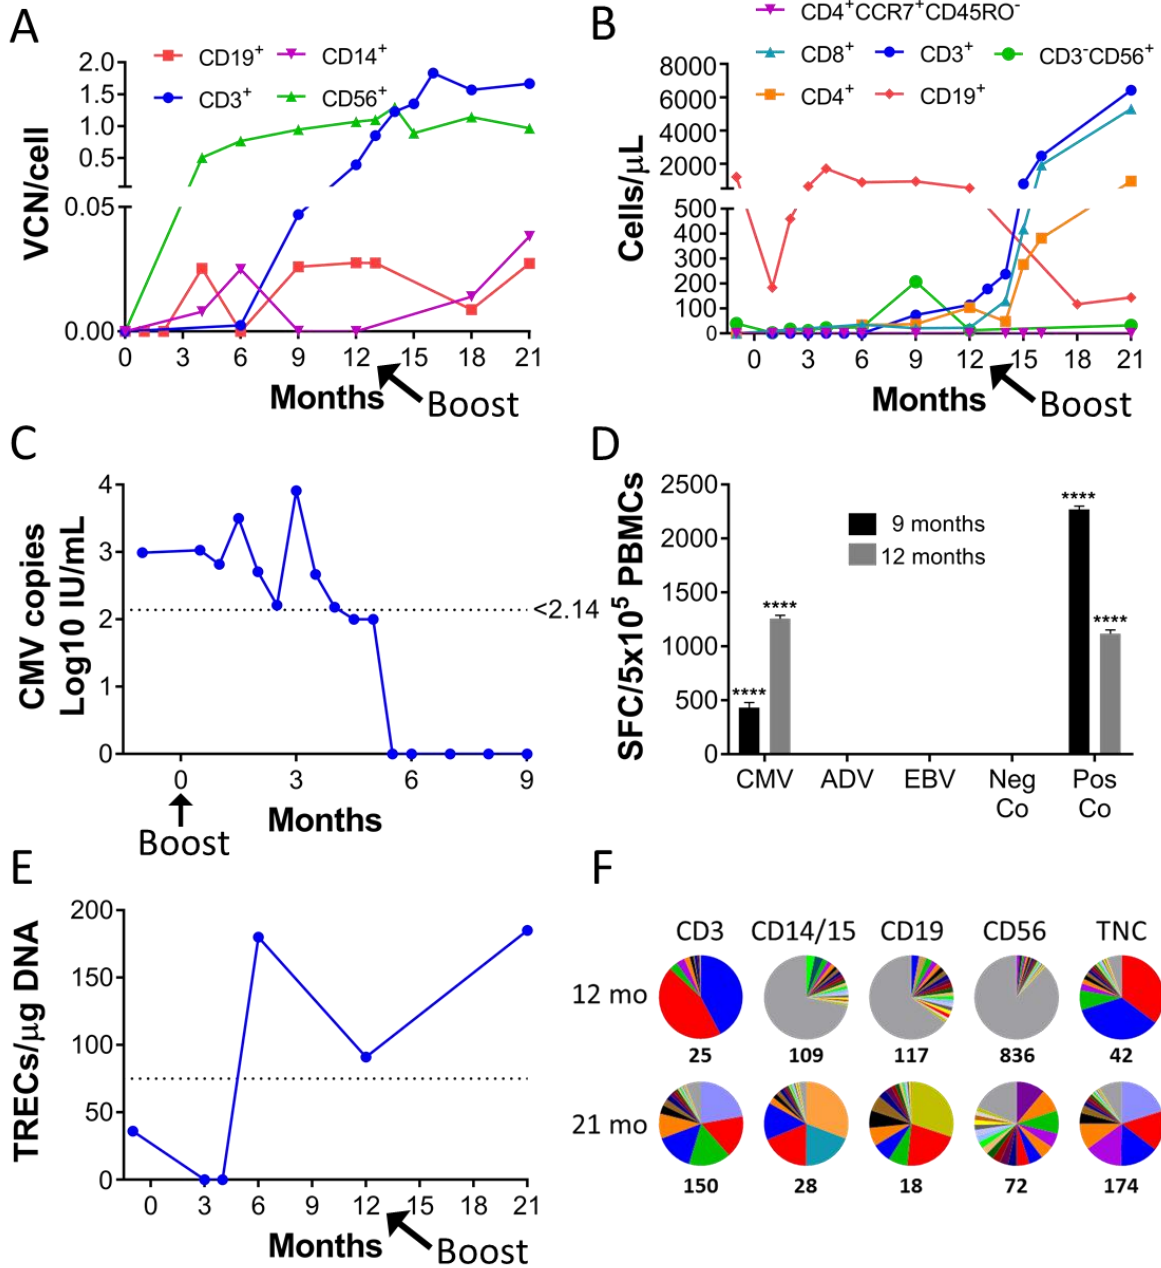 A
CD19+ CD14+
CD3+ CD56+
2.0
1.5
1.0
0.5
0.05
0.00
VCN/cell
0 3 6 9 12 15 18 21
Months
Boost
B
CD4+CCR7+CD45RO-
CD8+ CD3+ CD3-CD56+
CD4+ CD19+
8000
6000
4000
2000
500
400
300
200
100
0
Cells/μL
0 3 6 9 12 15 18 21
Months
Boost
C
4
3
2
1
0
CMV copies
Log10 IU/mL
<2.14
0 3 6 9
Months
Boost
D
2500
2000
1500
1000
500
0
SFC/5x10⁵ PBMCs
9 months
12 months
****
****
****
****
CMV ADV EBV Neg Co Pos Co
E
200
150
100
50
0
TRECs/μg DNA
0 3 6 9 12 15 18 21
Months
Boost
F
CD3 CD14/15 CD19 CD56 TNC
12 mo
25 109 117 836 42
21 mo
150 28 18 72 174